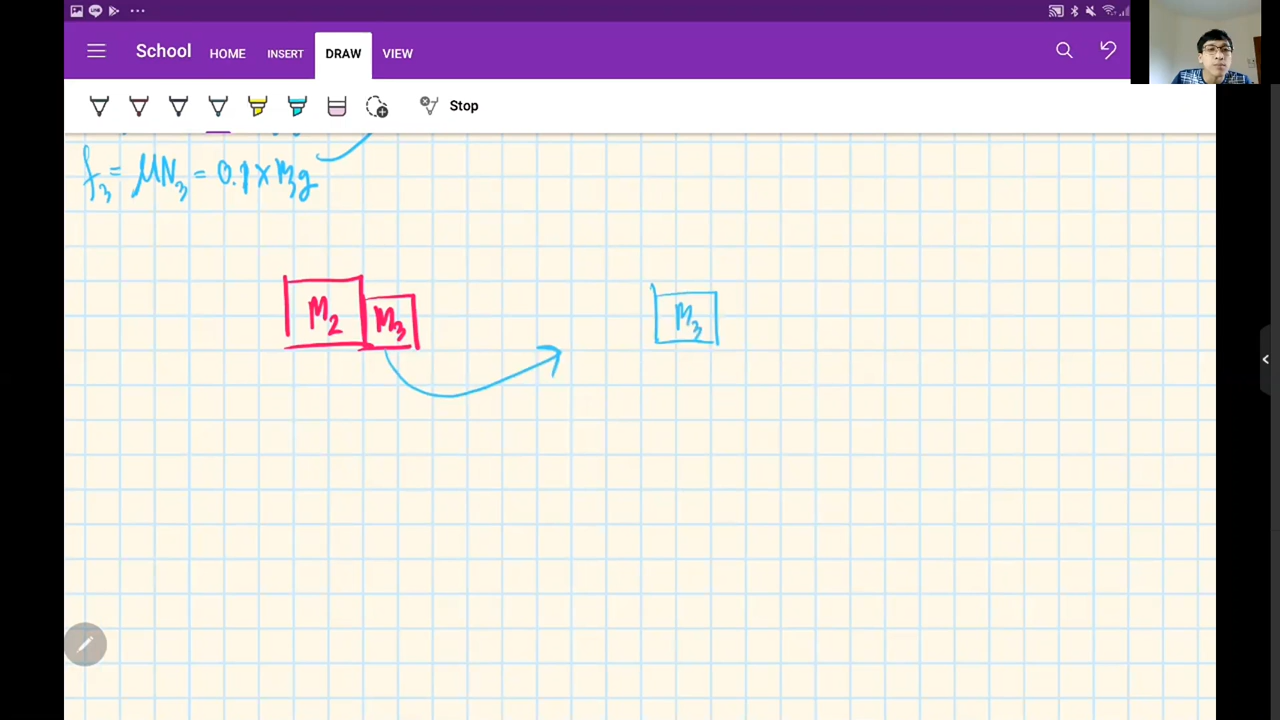 School HOME INSERT DRAW VIEW
Stop
f₃ = μN₃ = 0.1 × m₃g
M₂ M₃
M₃